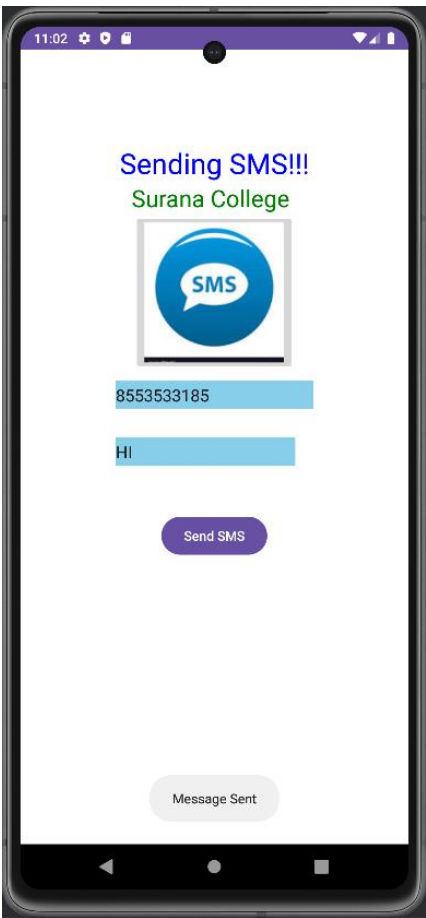 11:02
Sending SMS!!!
Surana College
SMS
8553533185
HI
Send SMS
Message Sent